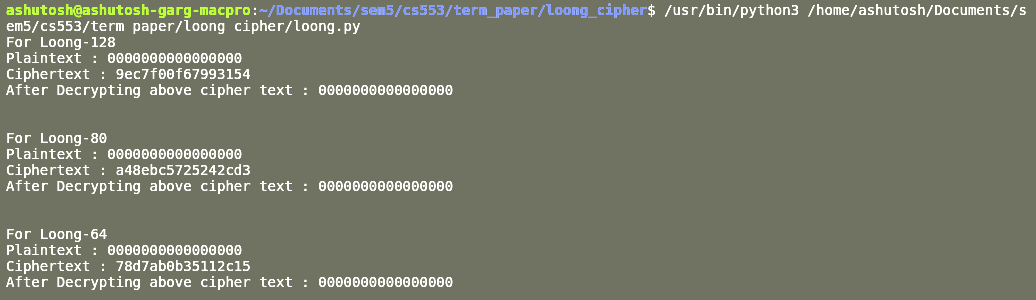 ashutosh@ashutosh-garg-macpro:~/Documents/sem5/cs553/term_paper/loong_cipher$ /usr/bin/python3 /home/ashutosh/Documents/s
em5/cs553/term paper/loong cipher/loong.py
For Loong-128
Plaintext : 0000000000000000
Ciphertext : 9ec7f00f67993154
After Decrypting above cipher text : 0000000000000000
For Loong-80
Plaintext : 0000000000000000
Ciphertext : a48ebc5725242cd3
After Decrypting above cipher text : 0000000000000000
For Loong-64
Plaintext : 0000000000000000
Ciphertext : 78d7ab0b35112c15
After Decrypting above cipher text : 0000000000000000